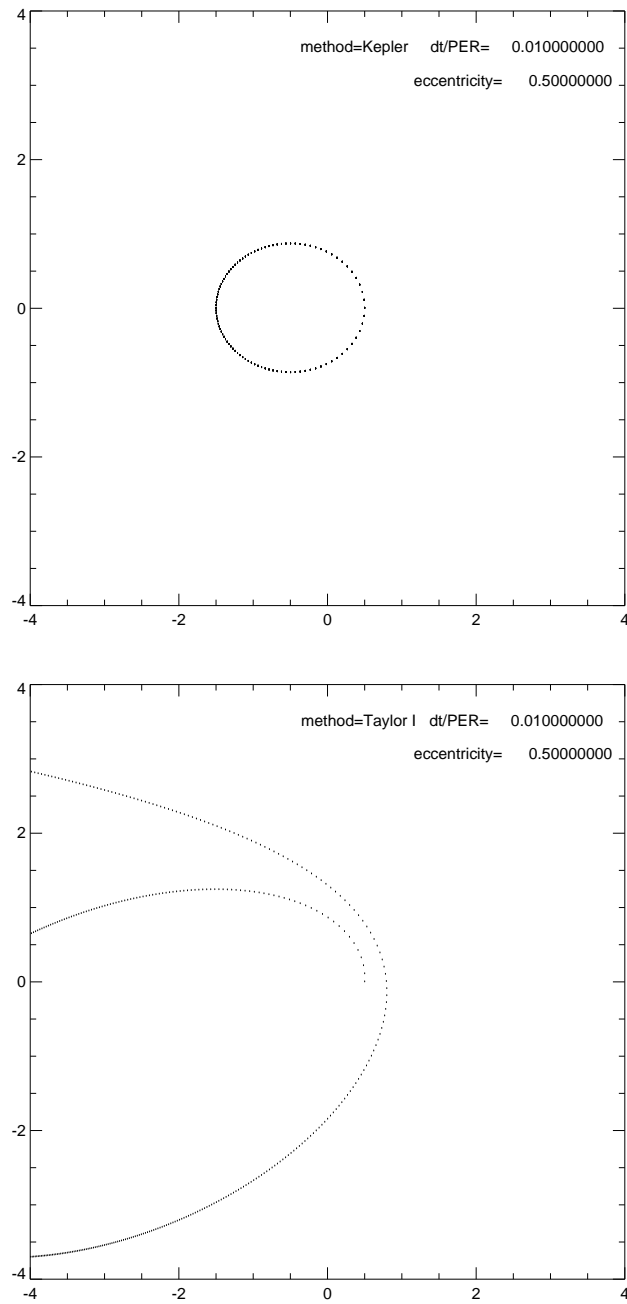 4
method=Kepler dt/PER= 0.010000000
eccentricity= 0.50000000
2
0
-2
-4
-4 -2 0 2 4
4
method=Taylor I dt/PER= 0.010000000
eccentricity= 0.50000000
2
0
-2
-4
-4 -2 0 2 4